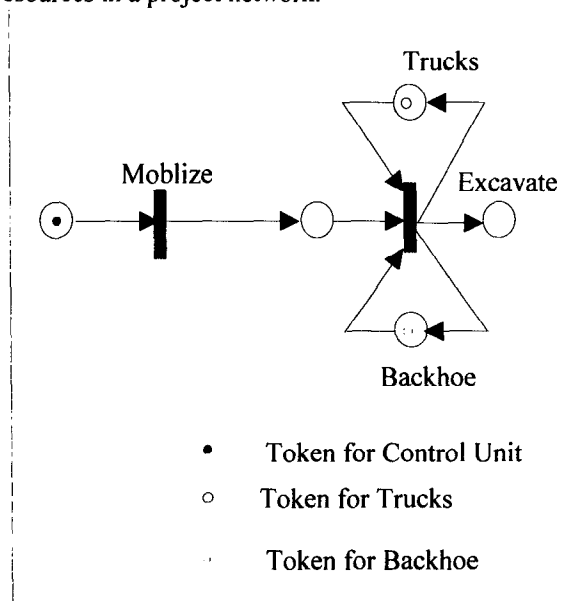 esources in a project network.
Trucks
Moblize
Excavate
Backhoe
Token for Control Unit
Token for Trucks
Token for Backhoe